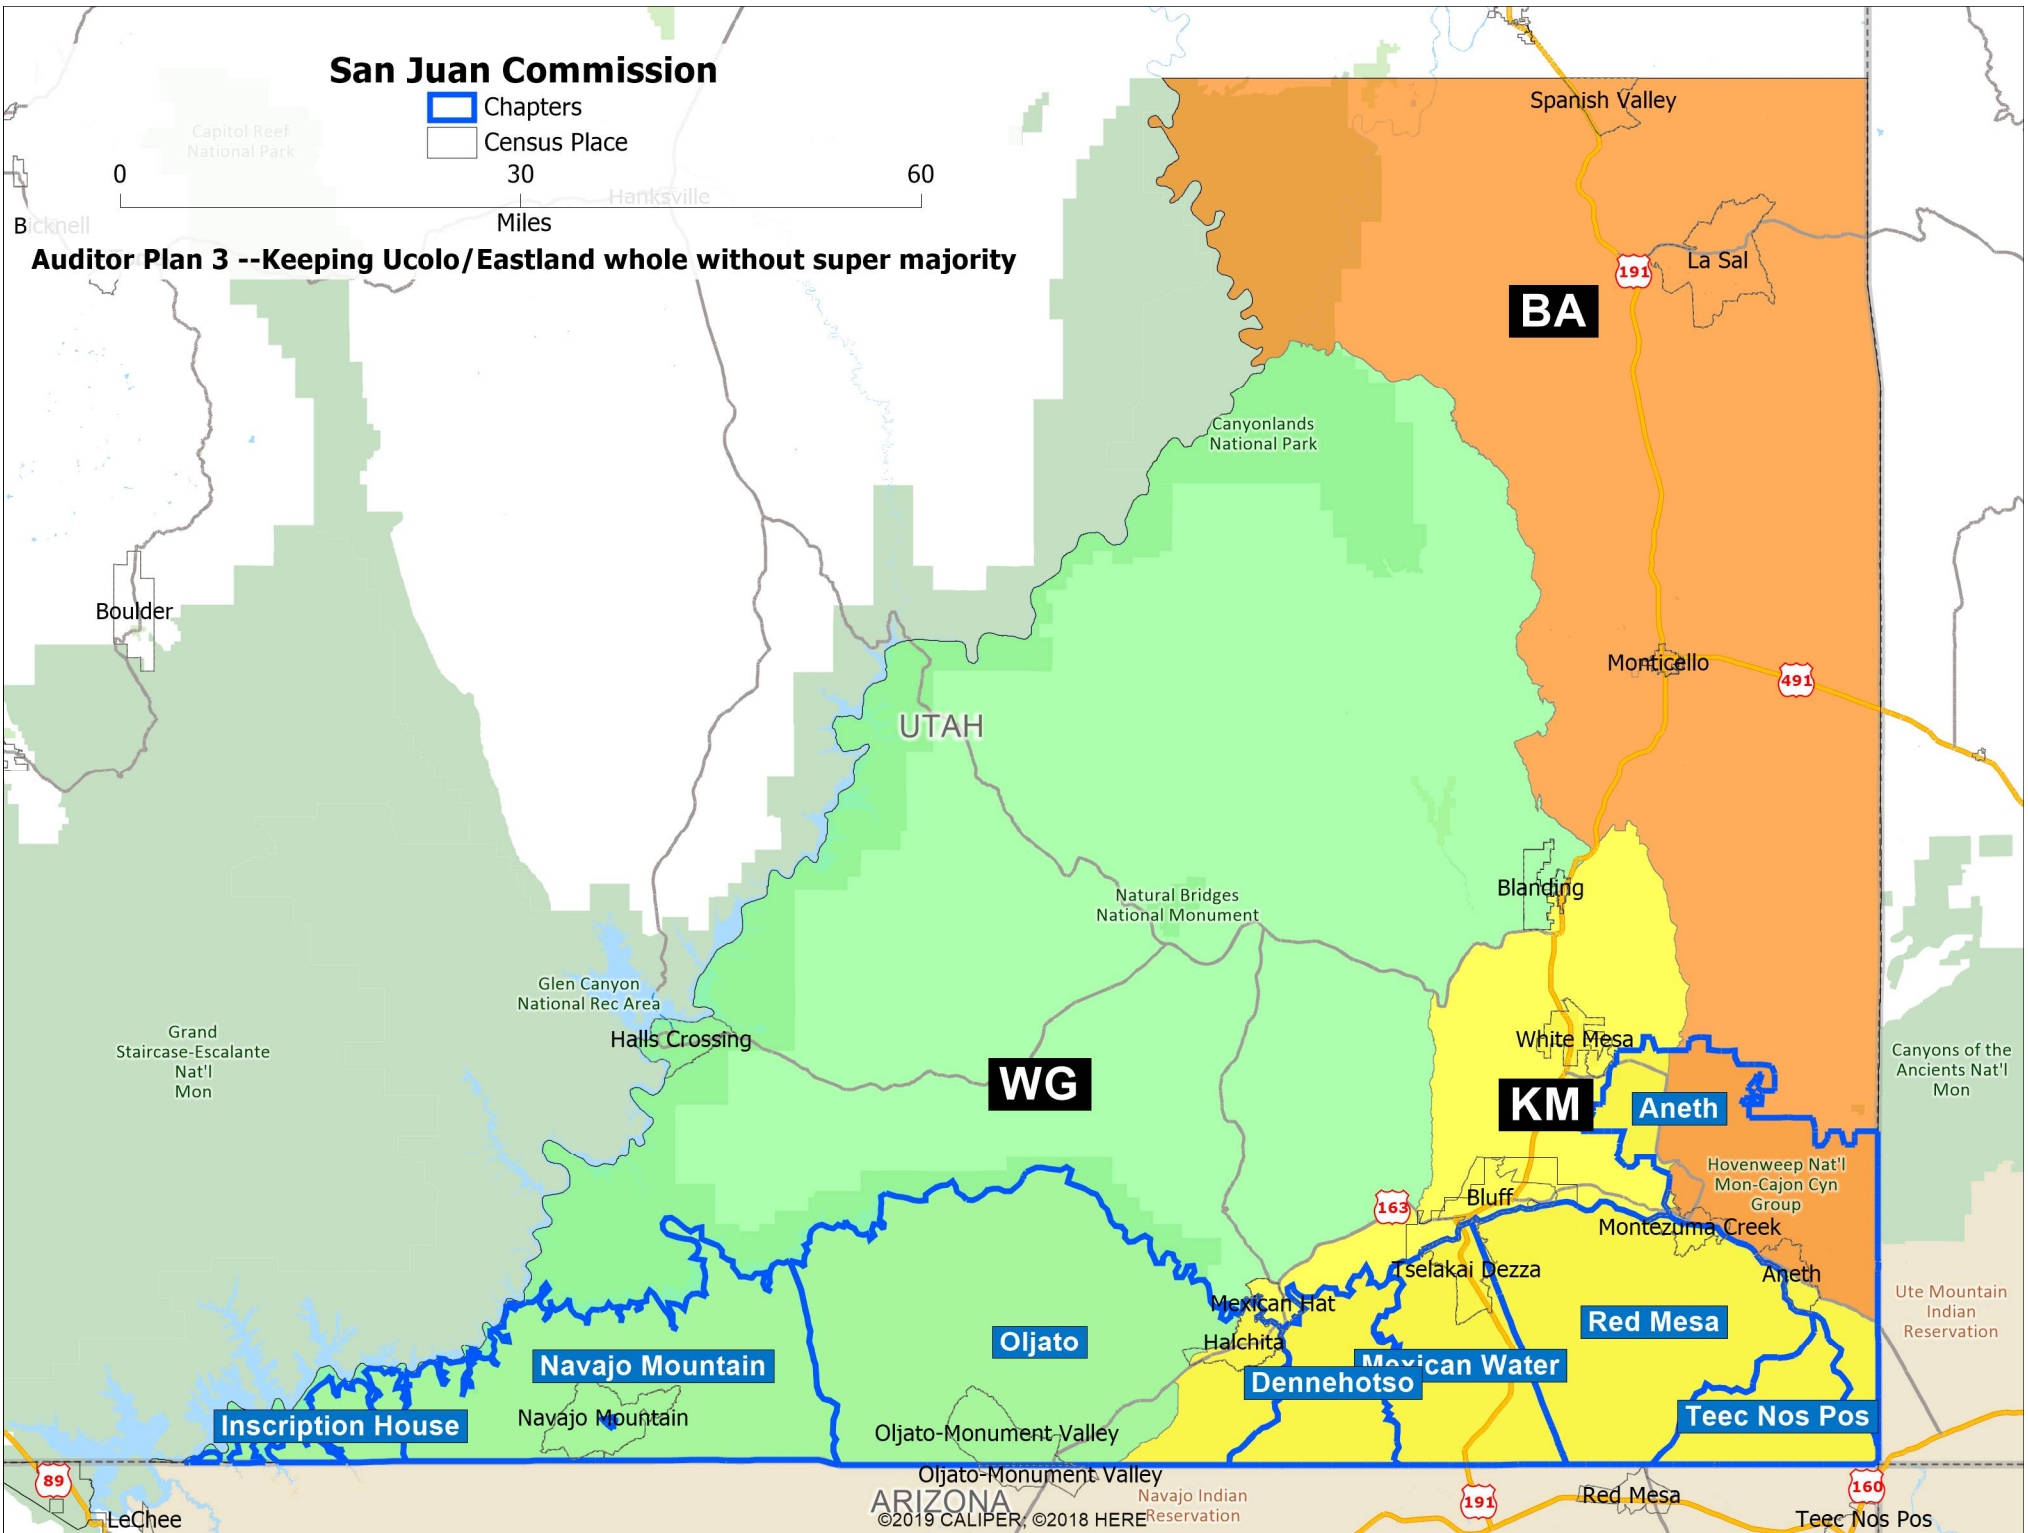 San Juan Commission
Chapters
Census Place
0 30 60
Miles
Capitol Reef
National Park
Hanksville
Bicknell
Auditor Plan 3 --Keeping Ucolo/Eastland whole without super majority
Spanish Valley
191
La Sal
BA
Canyonlands
National Park
Boulder
Monticello
491
UTAH
Blanding
Natural Bridges
National Monument
Glen Canyon
National Rec Area
Halls Crossing
Grand
Staircase-Escalante
Nat'l
Mon
White Mesa
Canyons of the
Ancients Nat'l
Mon
WG
KM
Aneth
Hovenweep Nat'l
Mon-Cajon Cyn
Group
163
Bluff
Montezuma Creek
Tselakai Dezza
Aneth
Mexican Hat
Ute Mountain
Indian
Reservation
Red Mesa
Halchita
Oljato
Navajo Mountain
Mexican Water
Dennehotso
Inscription House
Navajo Mountain
Teec Nos Pos
Oljato-Monument Valley
Oljato-Monument Valley
89
ARIZONA
Navajo Indian
Reservation
191
Red Mesa
160
LeChee
©2019 CALIPER; ©2018 HERE
Teec Nos Pos